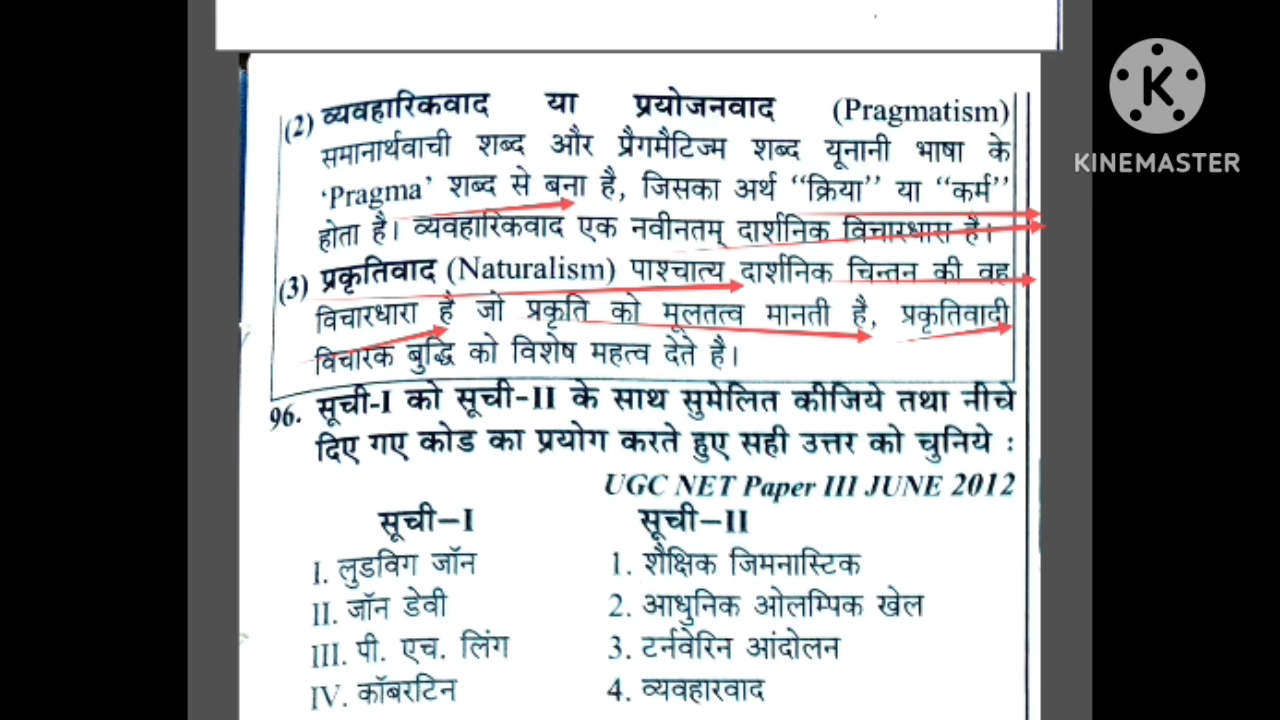 (2) व्यवहारिकवाद या प्रयोजनवाद (Pragmatism)
समानार्थवाची शब्द और प्रैगमैटिज्म शब्द यूनानी भाषा के
'Pragma' शब्द से बना है, जिसका अर्थ "क्रिया" या "कर्म"
होता है। व्यवहारिकवाद एक नवीनतम् दार्शनिक विचारधारा है।
(3) प्रकृतिवाद (Naturalism) पाश्चात्य दार्शनिक चिन्तन की वह
विचारधारा है जो प्रकृति को मूलतत्व मानती है, प्रकृतिवादी
विचारक बुद्धि को विशेष महत्व देते है।
96. सूची-I को सूची-II के साथ सुमेलित कीजिये तथा नीचे
दिए गए कोड का प्रयोग करते हुए सही उत्तर को चुनिये :
UGC NET Paper III JUNE 2012
सूची-I सूची-II
I. लुडविग जॉन 1. शैक्षिक जिमनास्टिक
II. जॉन डेवी 2. आधुनिक ओलम्पिक खेल
III. पी. एच. लिंग 3. टर्नवेरिन आंदोलन
IV. कॉबरटिन 4. व्यवहारवाद
K
KINEMASTER